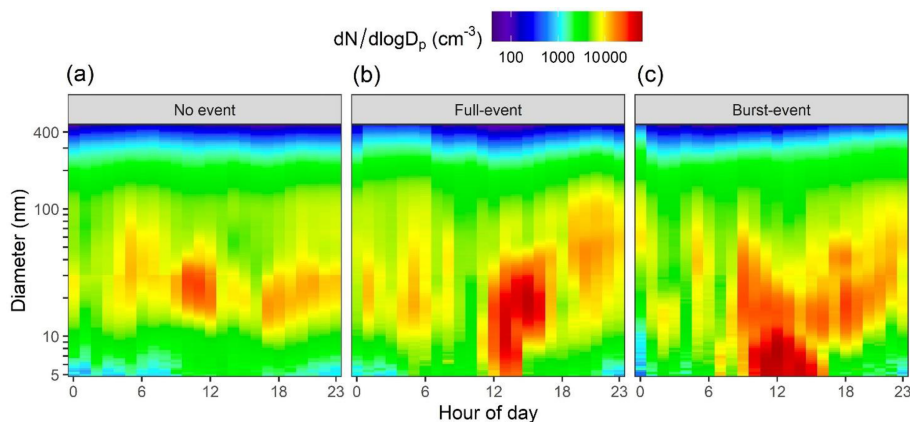 dN/dlogDp (cm-3)
100 1000 10000
(a) (b) (c)
No event Full-event Burst-event
400
100
10
5
Diameter (nm)
0 6 12 18 23 0 6 12 18 23 0 6 12 18 23
Hour of day